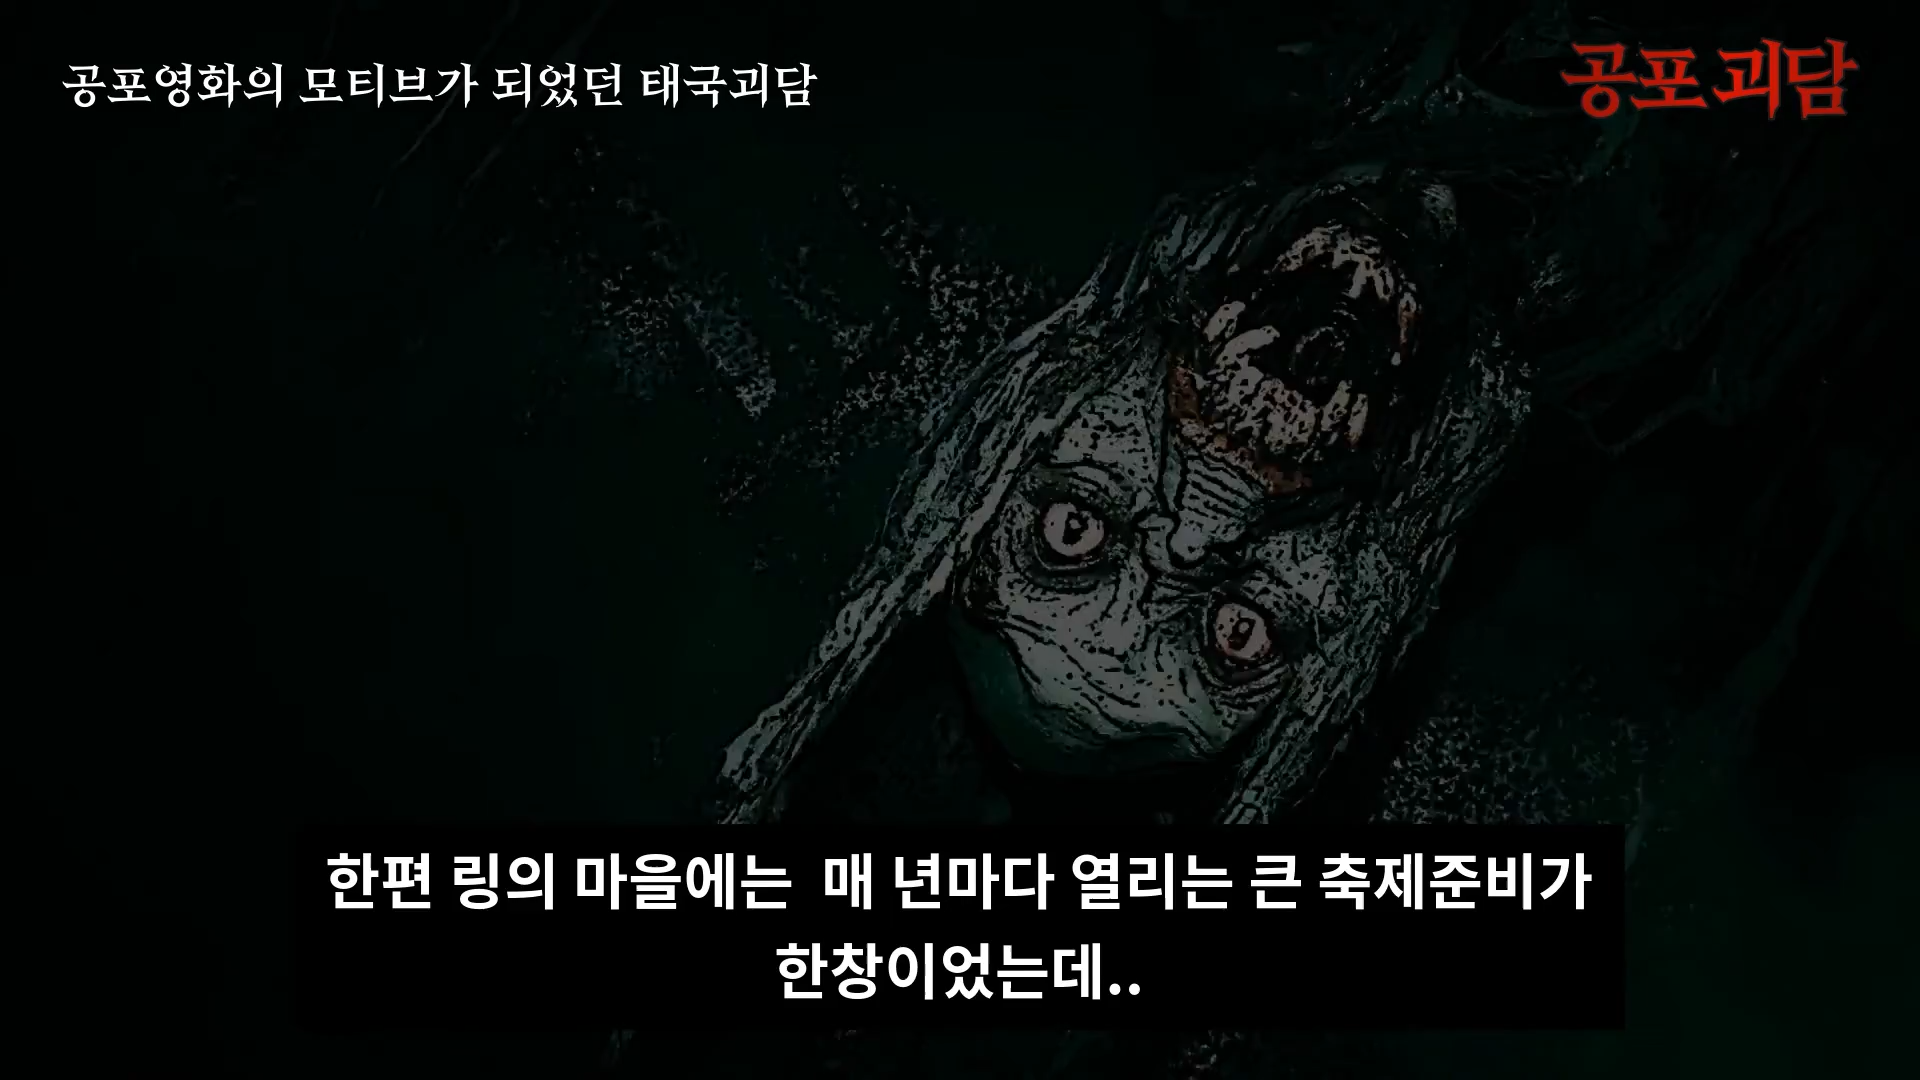 공포영화의 모티브가 되었던 태국괴담
공포괴담
한편 링의 마을에는 매 년마다 열리는 큰 축제준비가
한창이었는데..